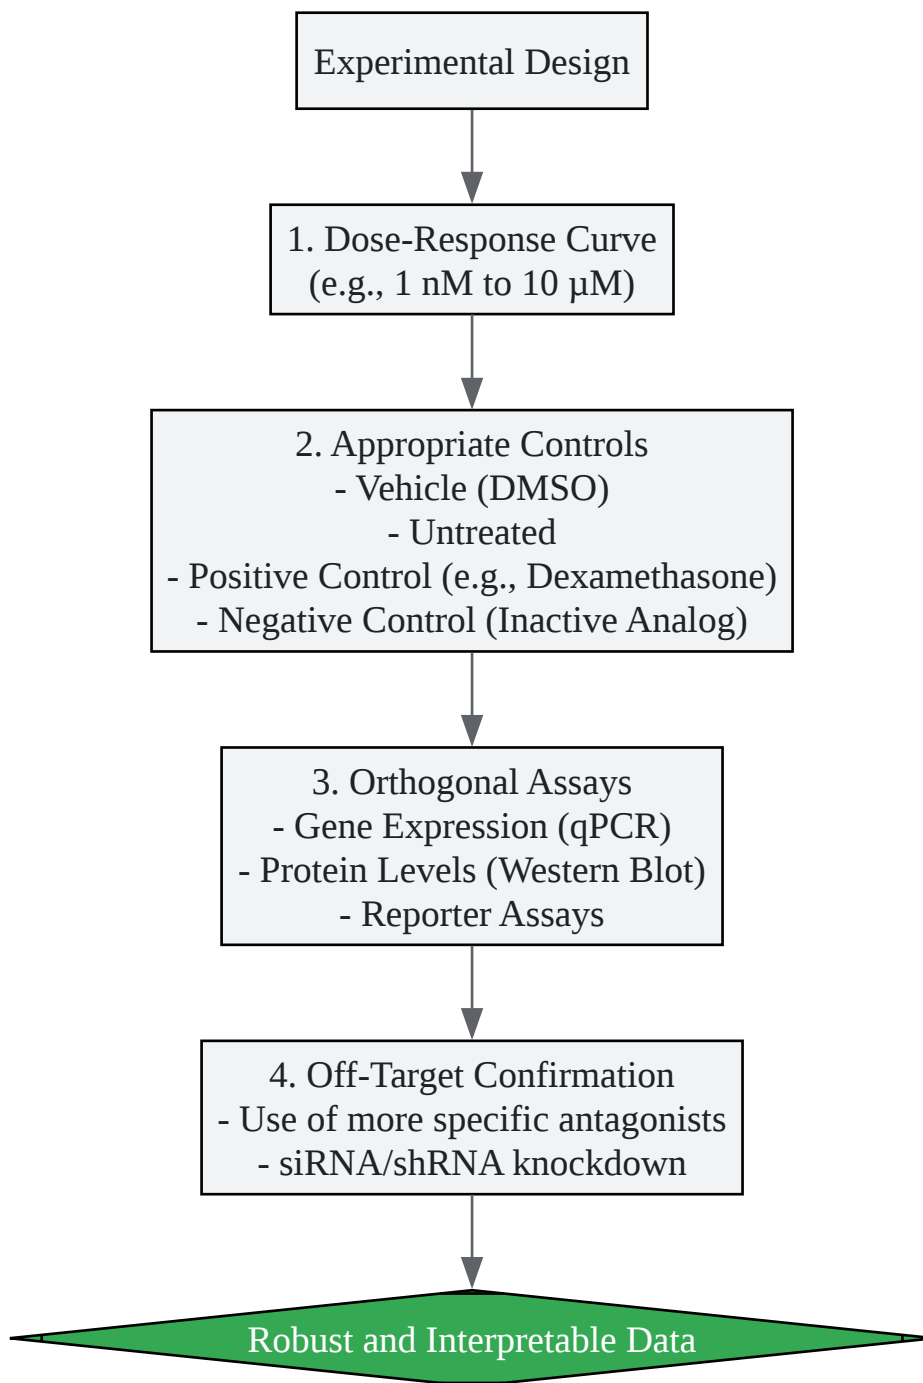 Experimental Design
1. Dose-Response Curve
(e.g., 1 nM to 10 µM)
2. Appropriate Controls
- Vehicle (DMSO)
- Untreated
- Positive Control (e.g., Dexamethasone)
- Negative Control (Inactive Analog)
3. Orthogonal Assays
- Gene Expression (qPCR)
- Protein Levels (Western Blot)
- Reporter Assays
4. Off-Target Confirmation
- Use of more specific antagonists
- siRNA/shRNA knockdown
Robust and Interpretable Data